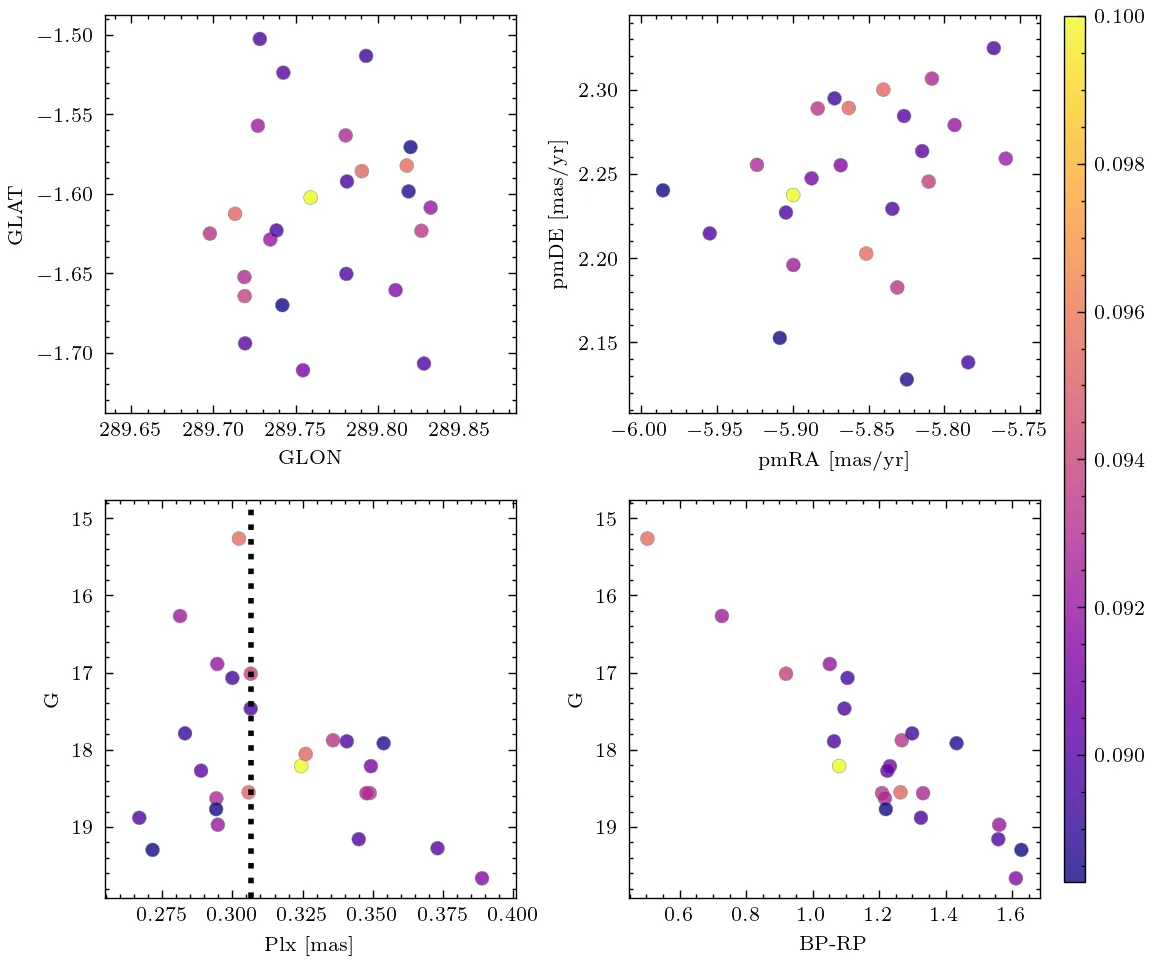 −1.50
−1.55
−1.60
−1.65
−1.70
GLAT
289.65 289.70 289.75 289.80 289.85
GLON
2.30
2.25
2.20
2.15
pmDE [mas/yr]
−6.00 −5.95 −5.90 −5.85 −5.80 −5.75
pmRA [mas/yr]
0.100
0.098
0.096
0.094
0.092
0.090
15
16
17
18
19
G
0.275 0.300 0.325 0.350 0.375 0.400
Plx [mas]
15
16
17
18
19
G
0.6 0.8 1.0 1.2 1.4 1.6
BP-RP